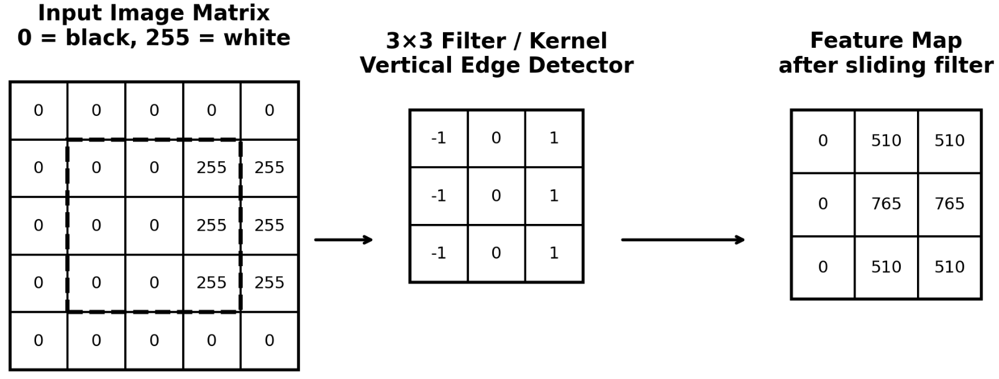 Input Image Matrix
0 = black, 255 = white
0 0 0 0 0
0 0 0 255 255
0 0 0 255 255
0 0 0 255 255
0 0 0 0 0
3×3 Filter / Kernel
Vertical Edge Detector
-1 0 1
-1 0 1
-1 0 1
Feature Map
after sliding filter
0 510 510
0 765 765
0 510 510